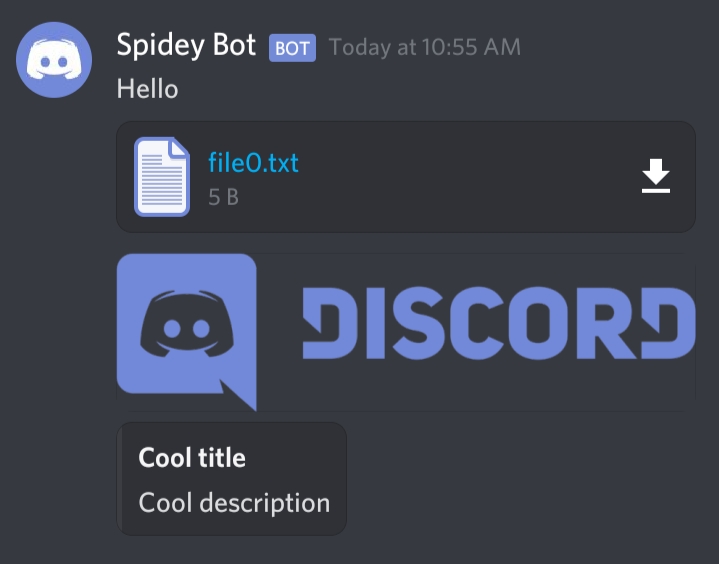 Spidey Bot BOT Today at 10:55 AM
Hello
file0.txt
5 B
DISCORD
Cool title
Cool description